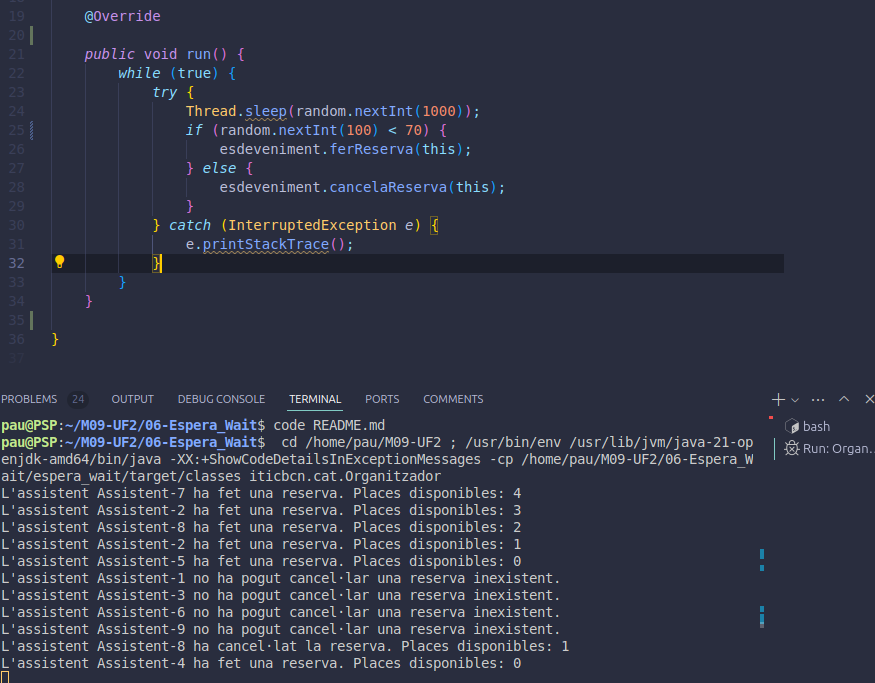 19 @Override
20
21 public void run() {
22 while (true) {
23 try {
24 Thread.sleep(random.nextInt(1000));
25 if (random.nextInt(100) < 70) {
26 esdeveniment.ferReserva(this);
27 } else {
28 esdeveniment.cancelaReserva(this);
29 }
30 } catch (InterruptedException e) {
31 e.printStackTrace();
32 }
33 }
34 }
35
36 }
37
PROBLEMS 24 OUTPUT DEBUG CONSOLE TERMINAL PORTS COMMENTS
pau@PSP:~/M09-UF2/06-Espera_Wait$ code README.md
pau@PSP:~/M09-UF2/06-Espera_Wait$ cd /home/pau/M09-UF2 ; /usr/bin/env /usr/lib/jvm/java-21-op
enjdk-amd64/bin/java -XX:+ShowCodeDetailsInExceptionMessages -cp /home/pau/M09-UF2/06-Espera_W
ait/espera_wait/target/classes iticbcn.cat.Organitzador
L'assistent Assistent-7 ha fet una reserva. Places disponibles: 4
L'assistent Assistent-2 ha fet una reserva. Places disponibles: 3
L'assistent Assistent-8 ha fet una reserva. Places disponibles: 2
L'assistent Assistent-2 ha fet una reserva. Places disponibles: 1
L'assistent Assistent-5 ha fet una reserva. Places disponibles: 0
L'assistent Assistent-1 no ha pogut cancel·lar una reserva inexistent.
L'assistent Assistent-3 no ha pogut cancel·lar una reserva inexistent.
L'assistent Assistent-6 no ha pogut cancel·lar una reserva inexistent.
L'assistent Assistent-9 no ha pogut cancel·lar una reserva inexistent.
L'assistent Assistent-8 ha cancel·lat la reserva. Places disponibles: 1
L'assistent Assistent-4 ha fet una reserva. Places disponibles: 0
bash
Run: Organ...